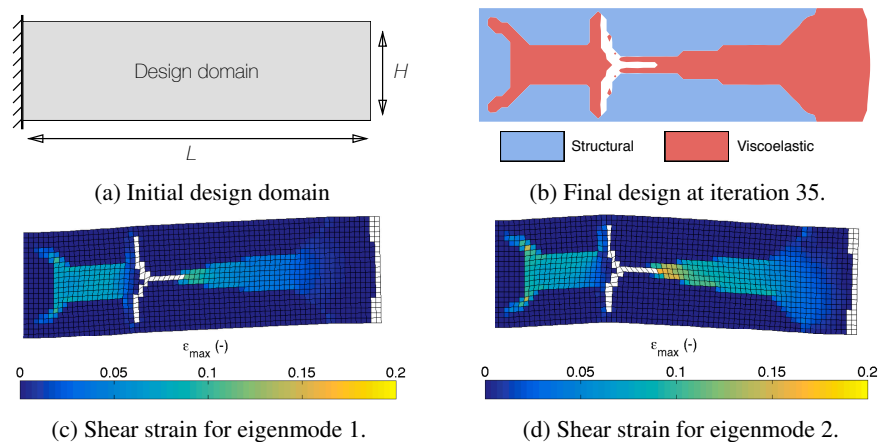 Design domain
H
L
(a) Initial design domain
Structural
Viscoelastic
(b) Final design at iteration 35.
ε_max (-)
0 0.05 0.1 0.15 0.2
(c) Shear strain for eigenmode 1.
ε_max (-)
0 0.05 0.1 0.15 0.2
(d) Shear strain for eigenmode 2.